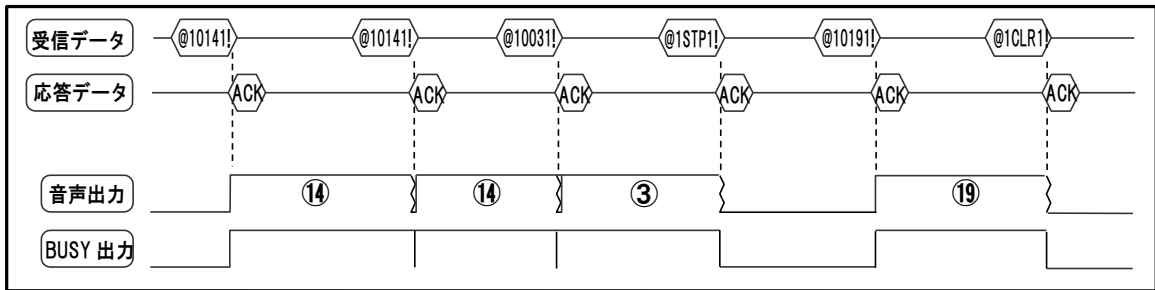 受信データ @10141! @10141! @10031! @1STP1! @10191! @1CLR1!
応答データ ACK ACK ACK ACK ACK ACK
音声出力 ⑭ ⑭ ③ ⑲
BUSY 出力